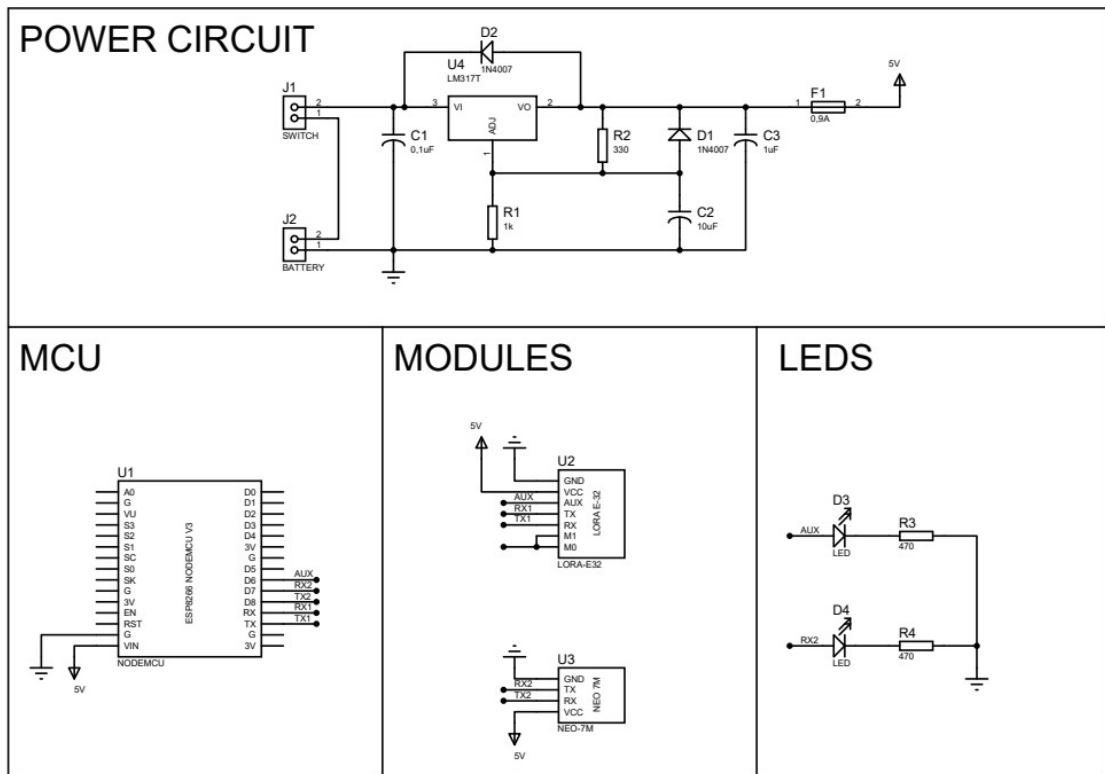 POWER CIRCUIT
D2
1N4007
U4
LM317T
3
VI
VO
2
ADJ
1
J1
2
1
SWITCH
C1
0,1uF
R2
330
D1
1N4007
C3
1uF
1
F1
2
0,9A
5V
R1
1k
C2
10uF
J2
2
1
BATTERY
MCU
U1
A0
G
VU
S3
S2
S1
SC
S0
SK
G
3V
EN
RST
G
VIN
ESP8266 NODEMCU V3
D0
D1
D2
D3
D4
3V
G
D5
D6
D7
D8
RX
TX
G
3V
AUX
RX2
TX2
RX1
TX1
NODEMCU
5V
MODULES
5V
U2
GND
VCC
AUX
TX
RX
M1
M0
LORA E-32
AUX
RX1
TX1
LORA-E32
U3
GND
TX
RX
VCC
NEO 7M
RX2
TX2
NEO-7M
5V
LEDS
D3
AUX
LED
R3
470
D4
RX2
LED
R4
470